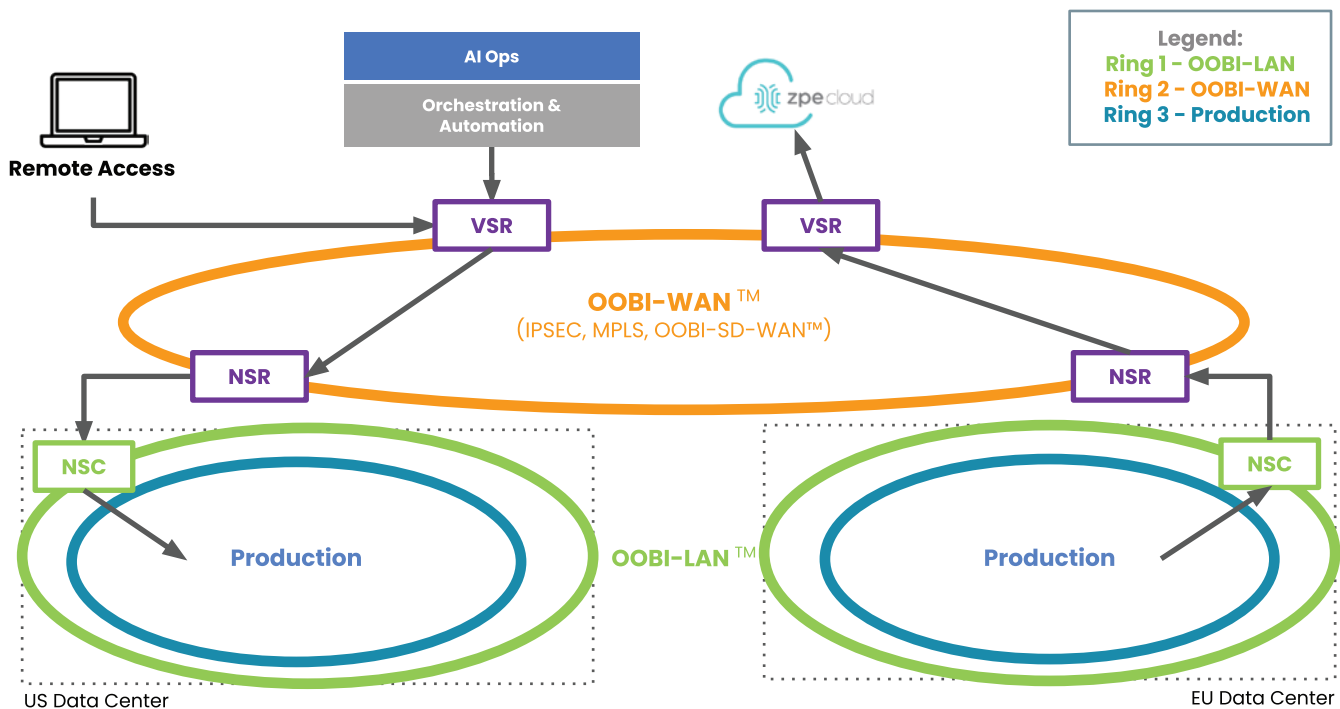 AI Ops
Orchestration &
Automation
zpecloud
Legend:
Ring 1 - OOBI-LAN
Ring 2 - OOBI-WAN
Ring 3 - Production
Remote Access
VSR
VSR
OOBI-WAN ™
(IPSEC, MPLS, OOBI-SD-WAN™)
NSR
NSR
NSC
NSC
Production
OOBI-LAN ™
Production
US Data Center
EU Data Center